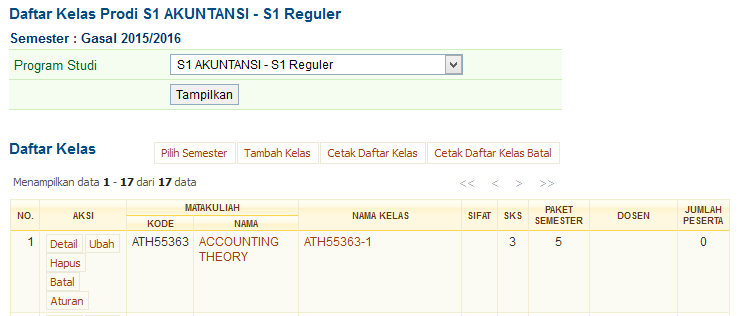 Daftar Kelas Prodi S1 AKUNTANSI - S1 Reguler
Semester : Gasal 2015/2016
Program Studi S1 AKUNTANSI - S1 Reguler
Tampilkan
Daftar Kelas Pilih Semester Tambah Kelas Cetak Daftar Kelas Cetak Daftar Kelas Batal
Menampilkan data 1 - 17 dari 17 data << < > >>
NO. AKSI MATAKULIAH NAMA KELAS SIFAT SKS PAKET SEMESTER DOSEN JUMLAH PESERTA
KODE NAMA
1 Detail Ubah ATH55363 ACCOUNTING THEORY ATH55363-1 3 5 0
Hapus
Batal
Aturan